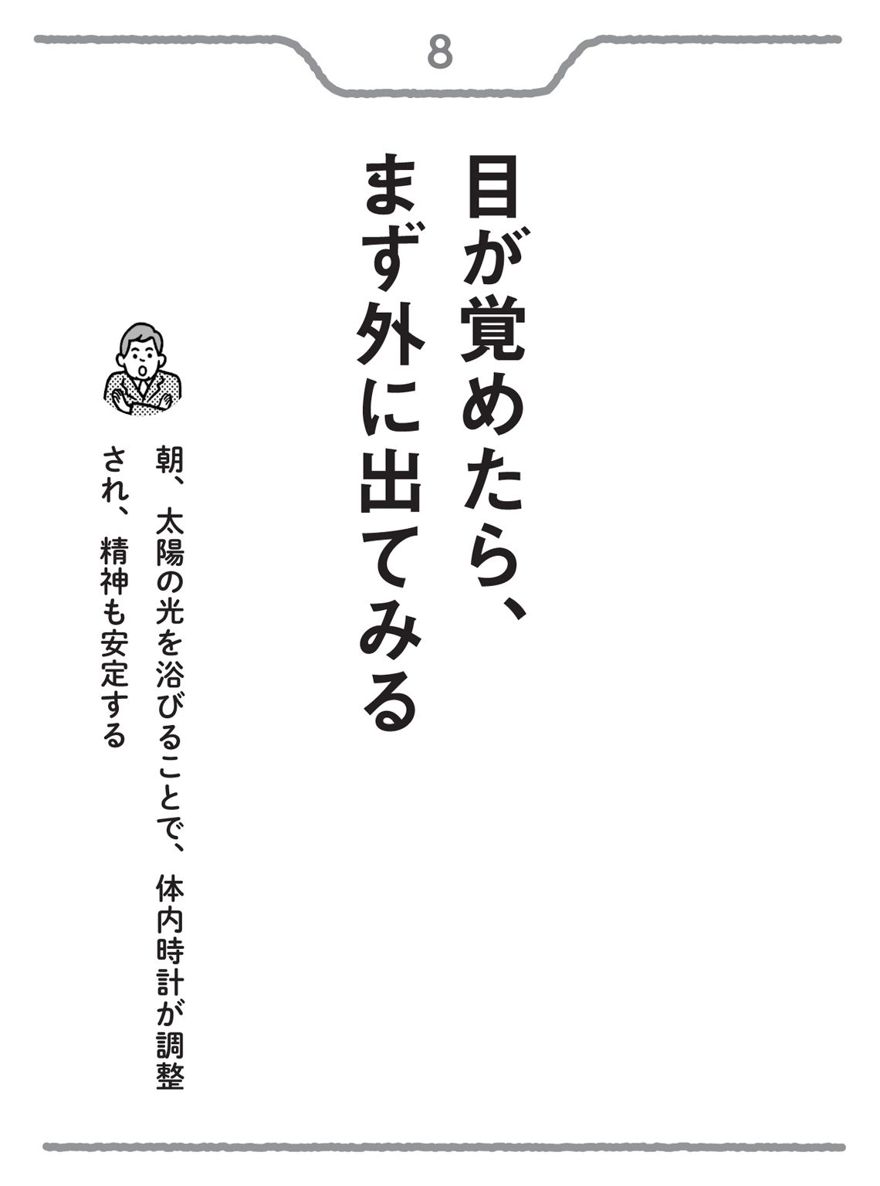 8
目が覚めたら、
まず外に出てみる
朝、太陽の光を浴びることで、体内時計が調整
され、精神も安定する